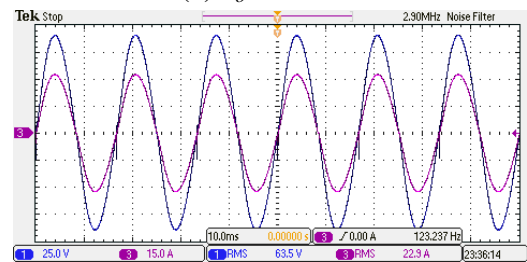 Tek Stop 2.90MHz Noise Filter
3
10.0ms 0.00000 s 3 0.00 A 123.237 Hz
1 25.0 V 3 15.0 A 1 RMS 63.5 V 3 RMS 22.9 A 23:36:14